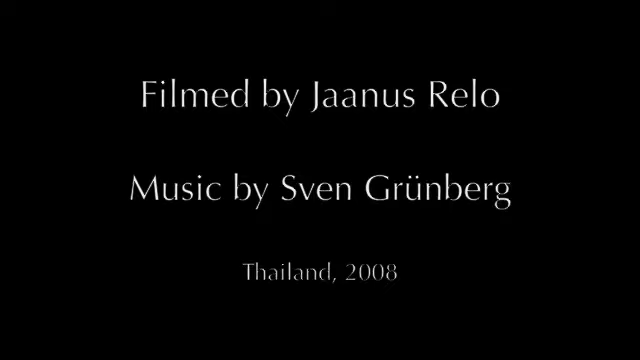 Filmed by Jaanus Relo
Music by Sven Grünberg
Thailand, 2008